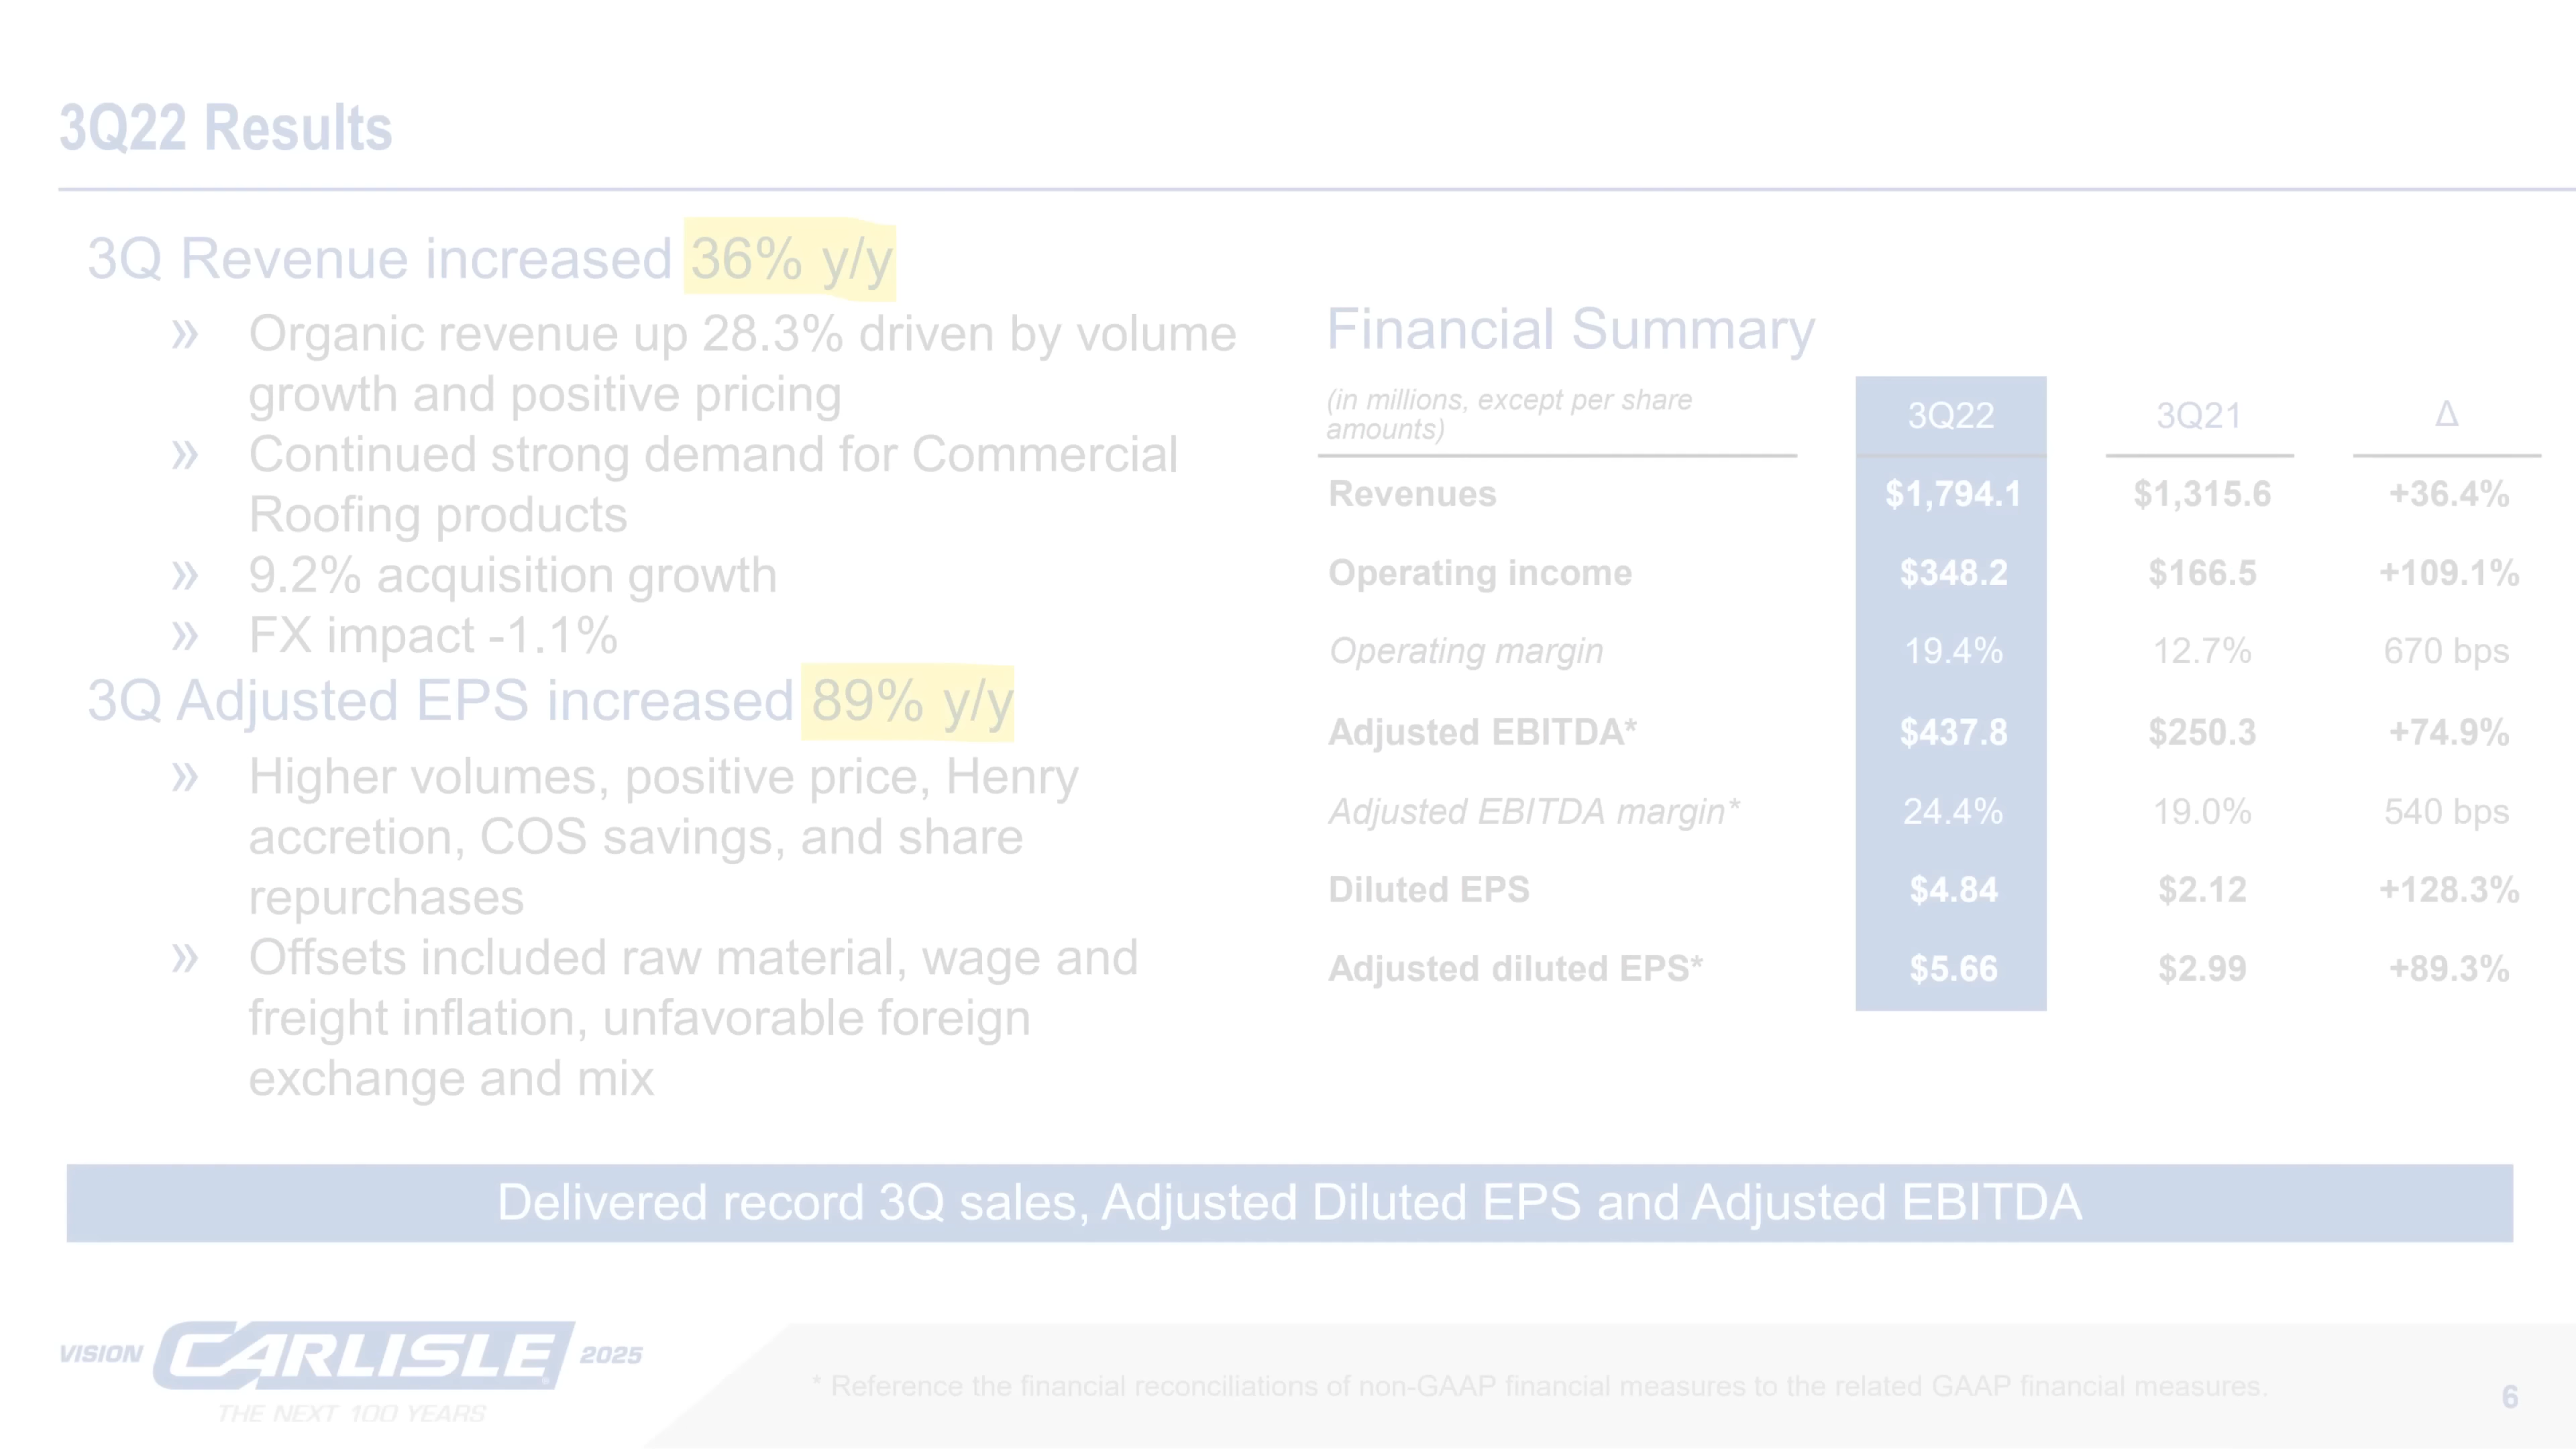 3Q22 Results
3Q Revenue increased 36% y/y
» Organic revenue up 28.3% driven by volume
growth and positive pricing
» Continued strong demand for Commercial
Roofing products
» 9.2% acquisition growth
» FX impact -1.1%
3Q Adjusted EPS increased 89% y/y
» Higher volumes, positive price, Henry
accretion, COS savings, and share
repurchases
» Offsets included raw material, wage and
freight inflation, unfavorable foreign
exchange and mix
Financial Summary
(in millions, except per share
amounts) 3Q22 3Q21 Δ
Revenues $1,794.1 $1,315.6 +36.4%
Operating income $348.2 $166.5 +109.1%
Operating margin 19.4% 12.7% 670 bps
Adjusted EBITDA* $437.8 $250.3 +74.9%
Adjusted EBITDA margin* 24.4% 19.0% 540 bps
Diluted EPS $4.84 $2.12 +128.3%
Adjusted diluted EPS* $5.66 $2.99 +89.3%
Delivered record 3Q sales, Adjusted Diluted EPS and Adjusted EBITDA
VISION CARLISLE® 2025
THE NEXT 100 YEARS
* Reference the financial reconciliations of non-GAAP financial measures to the related GAAP financial measures.
6